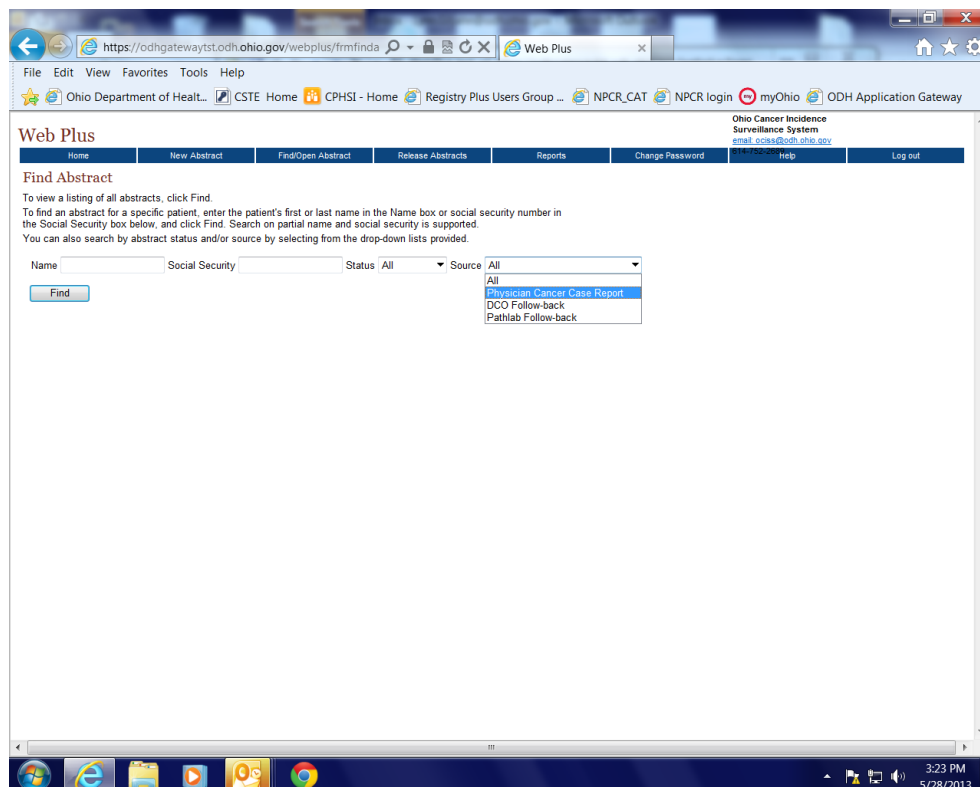 https://odhgatewaytst.odh.ohio.gov/webplus/frmfinda
Web Plus
File Edit View Favorites Tools Help
Ohio Department of Healt... CSTE Home CPHSI - Home Registry Plus Users Group ... NPCR_CAT NPCR login myOhio ODH Application Gateway
Web Plus
Ohio Cancer Incidence
Surveillance System
email: ociss@odh.ohio.gov
Home New Abstract Find/Open Abstract Release Abstracts Reports Change Password Help Log out
Find Abstract
To view a listing of all abstracts, click Find.
To find an abstract for a specific patient, enter the patient's first or last name in the Name box or social security number in
the Social Security box below, and click Find. Search on partial name and social security is supported.
You can also search by abstract status and/or source by selecting from the drop-down lists provided.
Name Social Security Status All Source All
All
Find
Physician Cancer Case Report
DCO Follow-back
Pathlab Follow-back
3:23 PM
5/28/2013